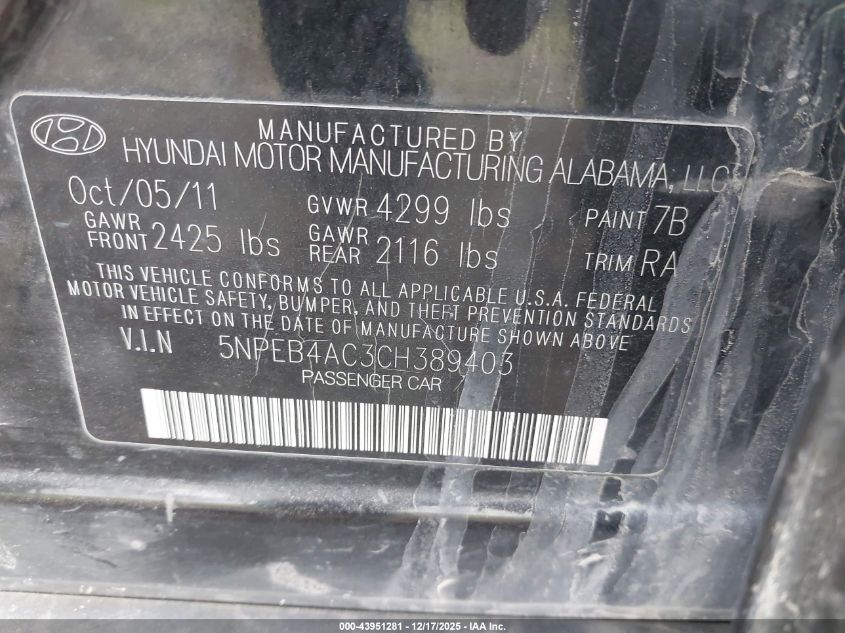 MANUFACTURED BY
HYUNDAI MOTOR MANUFACTURING ALABAMA, LLC
Oct/05/11 GVWR 4299 lbs PAINT 7B
GAWR FRONT 2425 lbs GAWR REAR 2116 lbs TRIM RA
THIS VEHICLE CONFORMS TO ALL APPLICABLE U.S.A. FEDERAL
MOTOR VEHICLE SAFETY, BUMPER, AND THEFT PREVENTION STANDARDS
IN EFFECT ON THE DATE OF MANUFACTURE SHOWN ABOVE
V.I.N 5NPEB4AC3CH389403
PASSENGER CAR
000-43951281 - 12/17/2025 - IAA Inc.